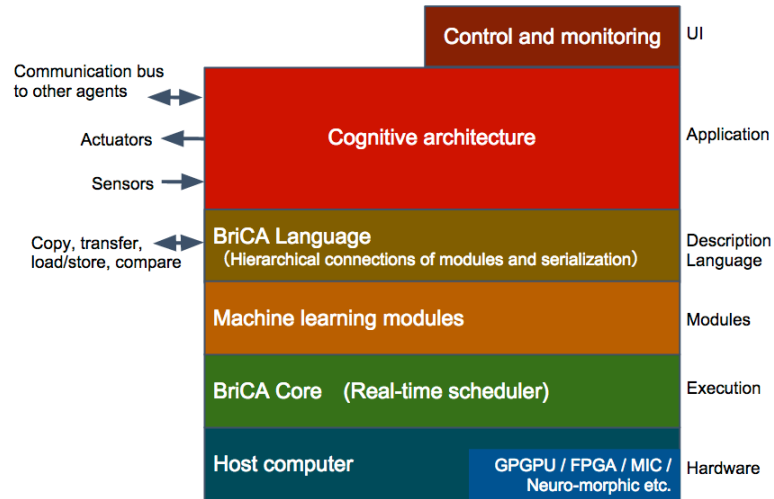 Control and monitoring
UI
Communication bus
to other agents
Actuators
Cognitive architecture
Application
Sensors
Copy, transfer,
load/store, compare
BriCA Language
（Hierarchical connections of modules and serialization）
Description
Language
Machine learning modules
Modules
BriCA Core (Real-time scheduler)
Execution
Host computer
GPGPU / FPGA / MIC /
Neuro-morphic etc.
Hardware